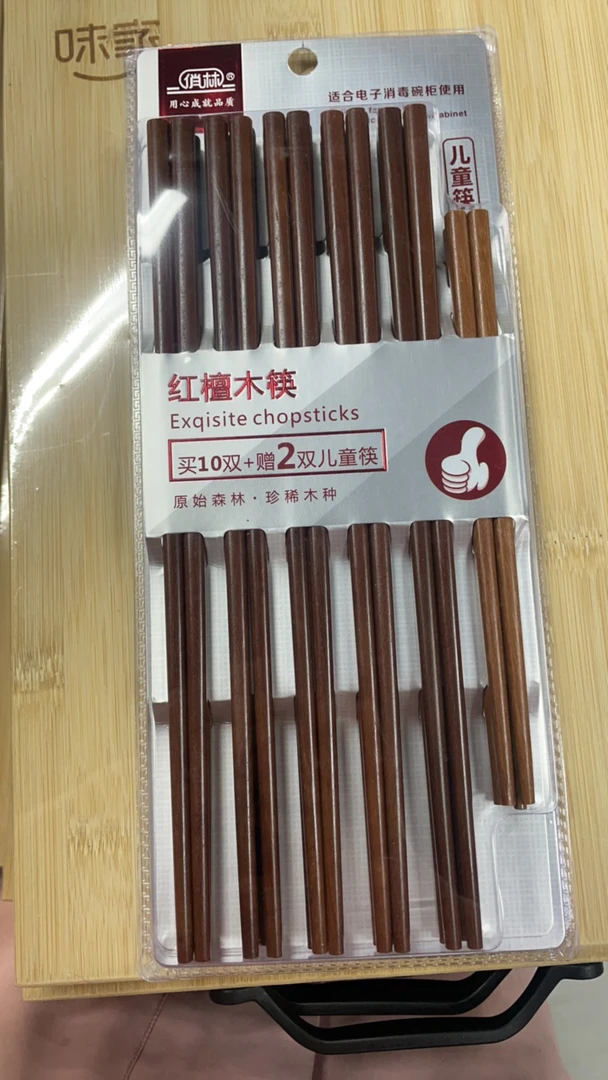 味家
俏林®
用心成就品质
适合电子消毒碗柜使用
儿童筷
红檀木筷
Exqisite chopsticks
买10双+赠2双儿童筷
原始森林·珍稀木种